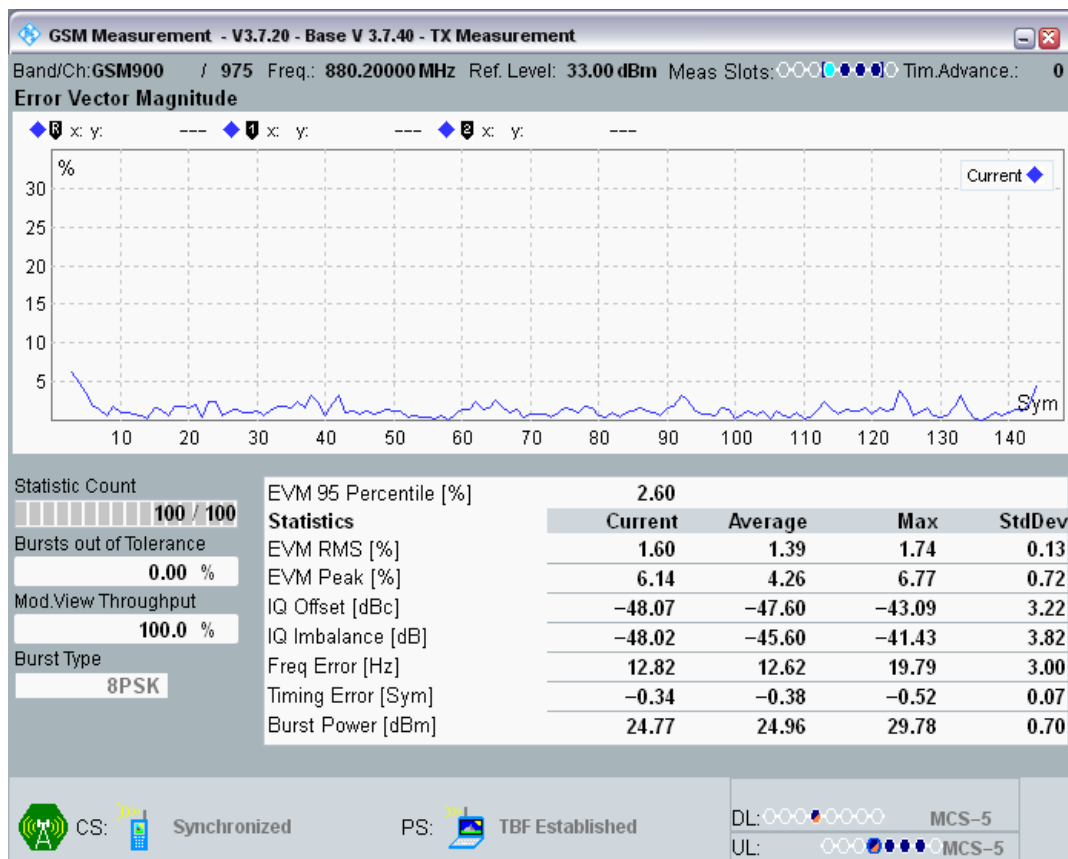 GSM Measurement - V3.7.20 - Base V 3.7.40 - TX Measurement
Band/Ch:GSM900 / 975 Freq.: 880.20000 MHz Ref. Level: 33.00 dBm Meas Slots: Tim.Advance.: 0
Error Vector Magnitude
R x: y: --- 1 x: y: --- 2 x: y: ---
%
Current
30
25
20
15
10
5
Sym
10 20 30 40 50 60 70 80 90 100 110 120 130 140
Statistic Count
100 / 100
Bursts out of Tolerance
0.00 %
Mod.View Throughput
100.0 %
Burst Type
8PSK
EVM 95 Percentile [%] 2.60
Statistics Current Average Max StdDev
EVM RMS [%] 1.60 1.39 1.74 0.13
EVM Peak [%] 6.14 4.26 6.77 0.72
IQ Offset [dBc] −48.07 −47.60 −43.09 3.22
IQ Imbalance [dB] −48.02 −45.60 −41.43 3.82
Freq Error [Hz] 12.82 12.62 19.79 3.00
Timing Error [Sym] −0.34 −0.38 −0.52 0.07
Burst Power [dBm] 24.77 24.96 29.78 0.70
CS: Synchronized PS: TBF Established
DL: MCS−5
UL: MCS−5